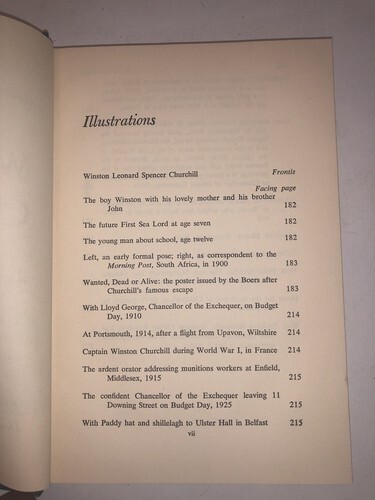 Illustrations
Winston Leonard Spencer Churchill Frontis
Facing page
The boy Winston with his lovely mother and his brother
John 182
The future First Sea Lord at age seven 182
The young man about school, age twelve 182
Left, an early formal pose; right, as correspondent to the
Morning Post, South Africa, in 1900 183
Wanted, Dead or Alive: the poster issued by the Boers after
Churchill's famous escape 183
With Lloyd George, Chancellor of the Exchequer, on Budget
Day, 1910 214
At Portsmouth, 1914, after a flight from Upavon, Wiltshire 214
Captain Winston Churchill during World War I, in France 214
The ardent orator addressing munitions workers at Enfield,
Middlesex, 1915 215
The confident Chancellor of the Exchequer leaving 11
Downing Street on Budget Day, 1925 215
With Paddy hat and shillelagh to Ulster Hall in Belfast 215
vii